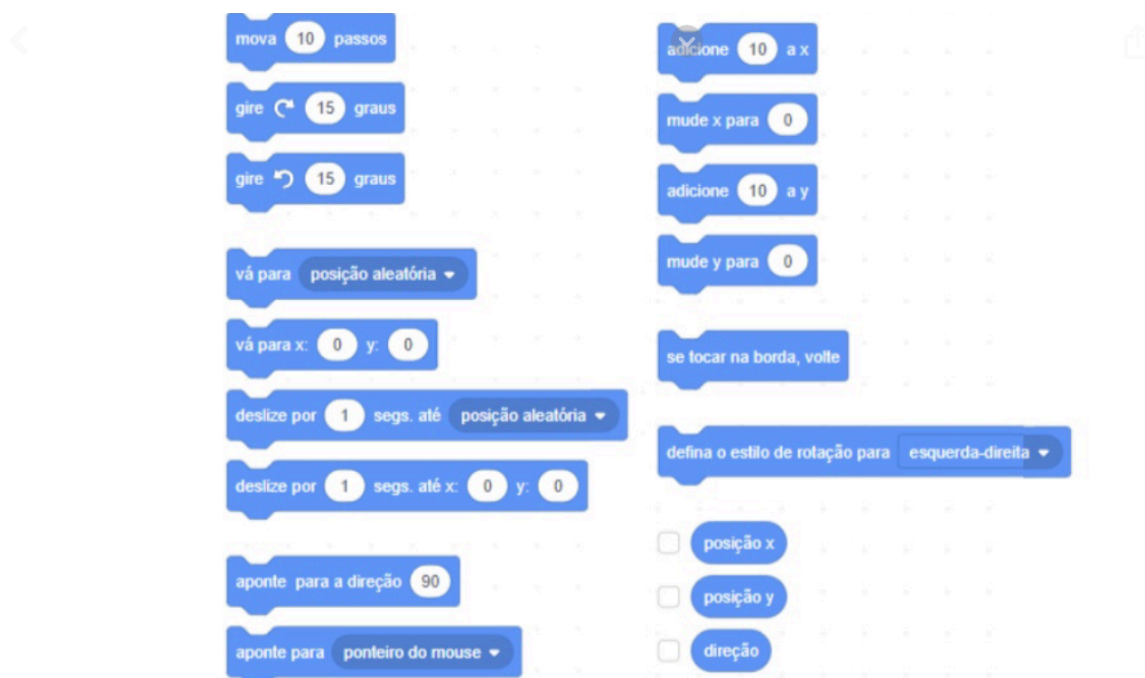 mova 10 passos
gire 15 graus
gire 15 graus
vá para posição aleatória
vá para x: 0 y: 0
deslize por 1 segs. até posição aleatória
deslize por 1 segs. até x: 0 y: 0
aponte para a direção 90
aponte para ponteiro do mouse
adicione 10 a x
mude x para 0
adicione 10 a y
mude y para 0
se tocar na borda, volte
defina o estilo de rotação para esquerda-direita
posição x
posição y
direção